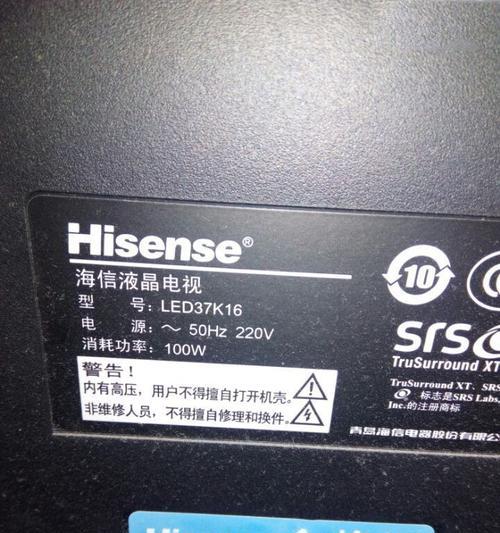 Hisense®
海信液晶电视
型 号: LED37K16
电 源: ～ 50Hz 220V
消耗功率: 100W
警告！
内有高压，用户不得擅自打开机壳。
非维修人员，不得擅自修理和换件。
10
SRS
TruSurround XT
TruSurround XT、SRS
标志是SRS Labs,
Inc.的注册商标
青岛海信电器股份有限